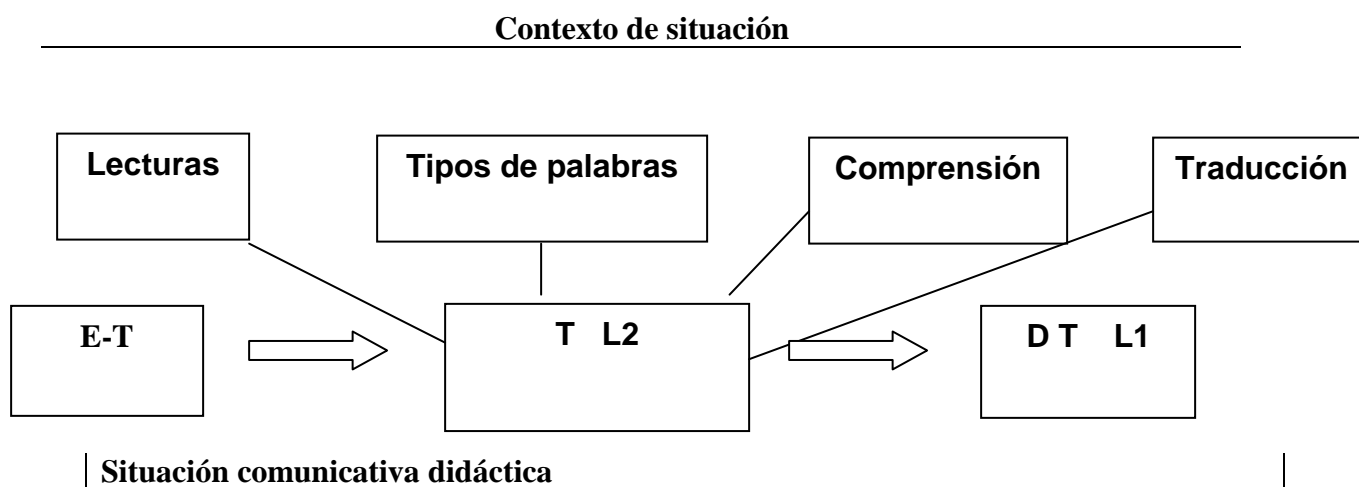 Contexto de situación
Lecturas
Tipos de palabras
Comprensión
Traducción
E-T
T L2
D T L1
Situación comunicativa didáctica